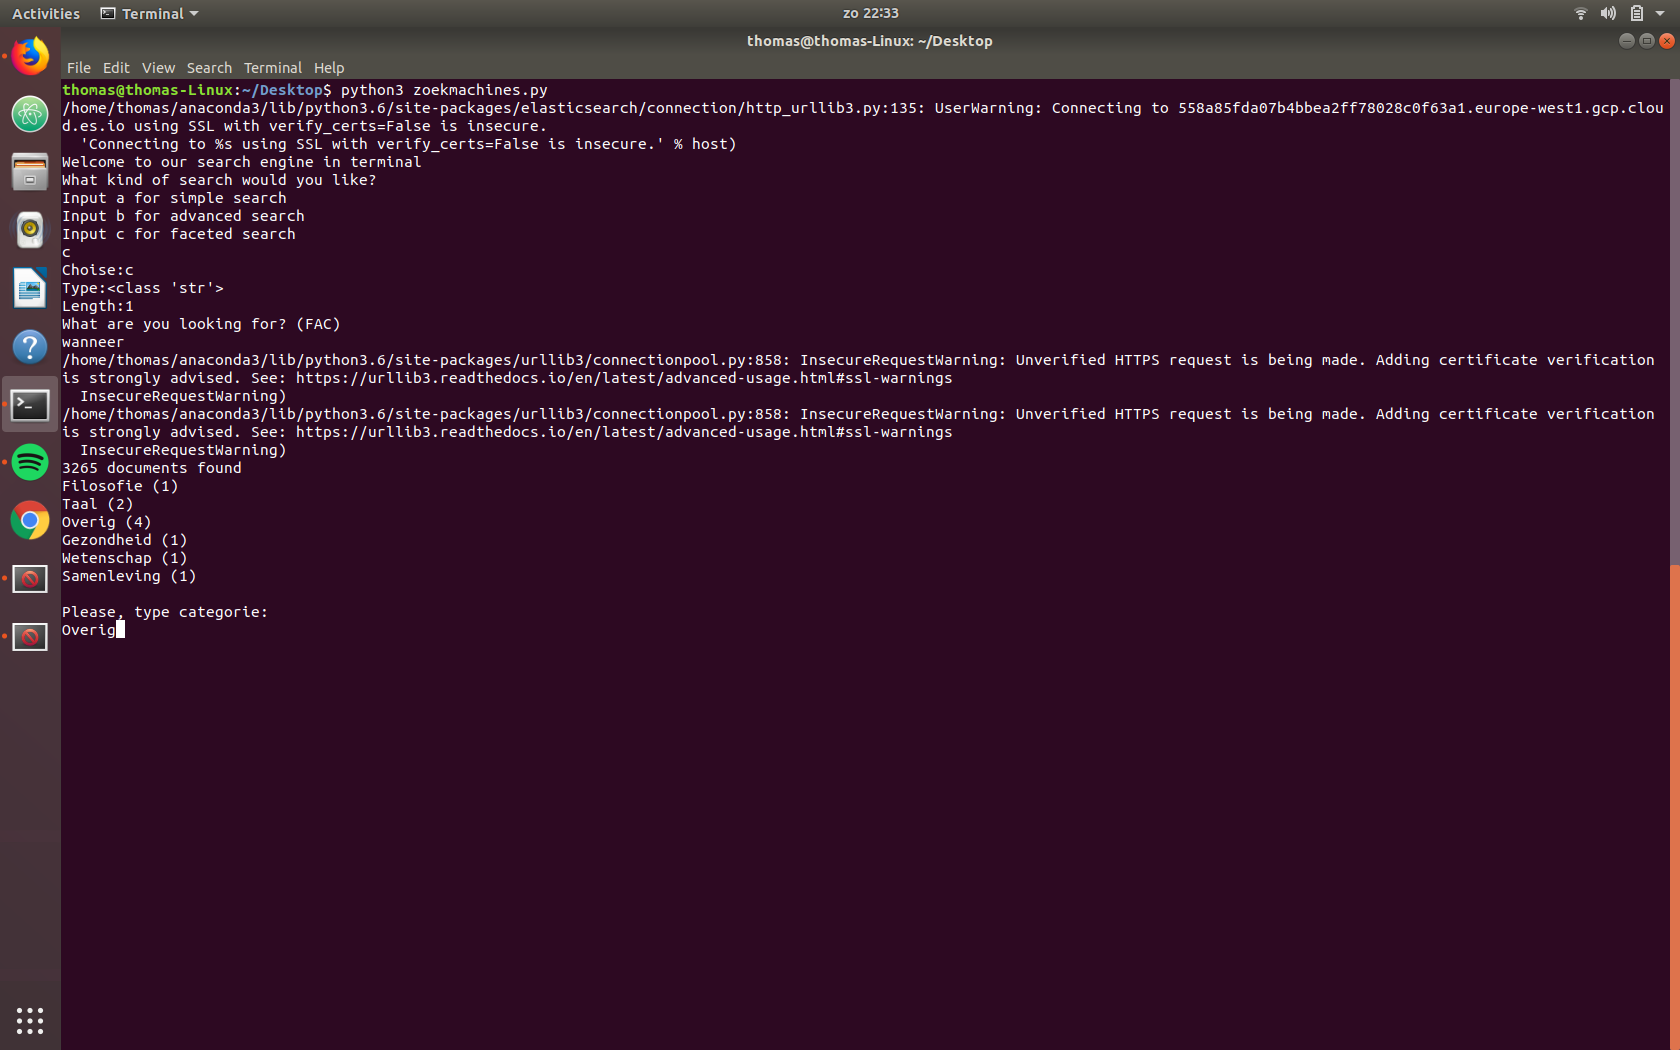 Activities Terminal zo 22:33
thomas@thomas-Linux: ~/Desktop
File Edit View Search Terminal Help
thomas@thomas-Linux:~/Desktop$ python3 zoekmachines.py
/home/thomas/anaconda3/lib/python3.6/site-packages/elasticsearch/connection/http_urllib3.py:135: UserWarning: Connecting to 558a85fda07b4bbea2ff78028c0f63a1.europe-west1.gcp.clou
d.es.io using SSL with verify_certs=False is insecure.
'Connecting to %s using SSL with verify_certs=False is insecure.' % host)
Welcome to our search engine in terminal
What kind of search would you like?
Input a for simple search
Input b for advanced search
Input c for faceted search
c
Choise:c
Type:<class 'str'>
Length:1
What are you looking for? (FAC)
wanneer
/home/thomas/anaconda3/lib/python3.6/site-packages/urllib3/connectionpool.py:858: InsecureRequestWarning: Unverified HTTPS request is being made. Adding certificate verification
is strongly advised. See: https://urllib3.readthedocs.io/en/latest/advanced-usage.html#ssl-warnings
InsecureRequestWarning)
/home/thomas/anaconda3/lib/python3.6/site-packages/urllib3/connectionpool.py:858: InsecureRequestWarning: Unverified HTTPS request is being made. Adding certificate verification
is strongly advised. See: https://urllib3.readthedocs.io/en/latest/advanced-usage.html#ssl-warnings
InsecureRequestWarning)
3265 documents found
Filosofie (1)
Taal (2)
Overig (4)
Gezondheid (1)
Wetenschap (1)
Samenleving (1)
Please, type categorie:
Overig